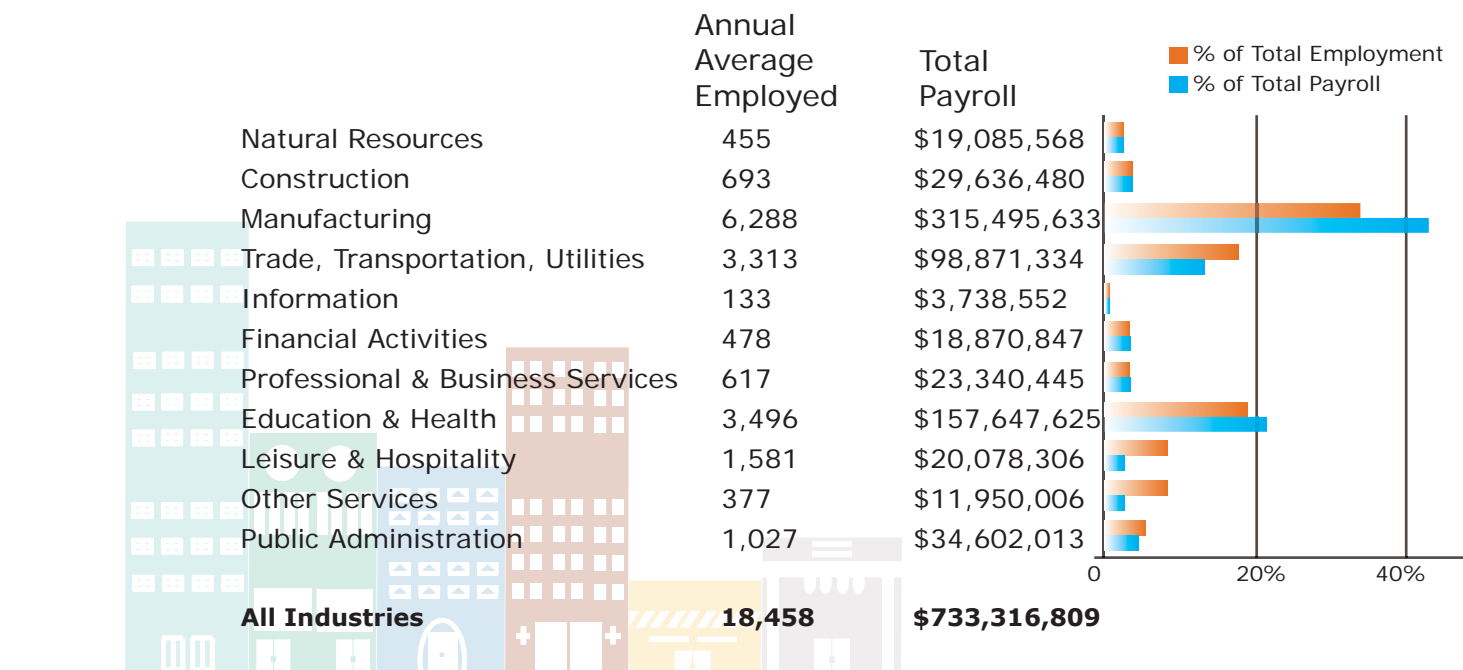 Annual
Average
Employed
Total
Payroll
% of Total Employment
% of Total Payroll
Natural Resources 455 $19,085,568
Construction 693 $29,636,480
Manufacturing 6,288 $315,495,633
Trade, Transportation, Utilities 3,313 $98,871,334
Information 133 $3,738,552
Financial Activities 478 $18,870,847
Professional & Business Services 617 $23,340,445
Education & Health 3,496 $157,647,625
Leisure & Hospitality 1,581 $20,078,306
Other Services 377 $11,950,006
Public Administration 1,027 $34,602,013
0 20% 40%
All Industries 18,458 $733,316,809